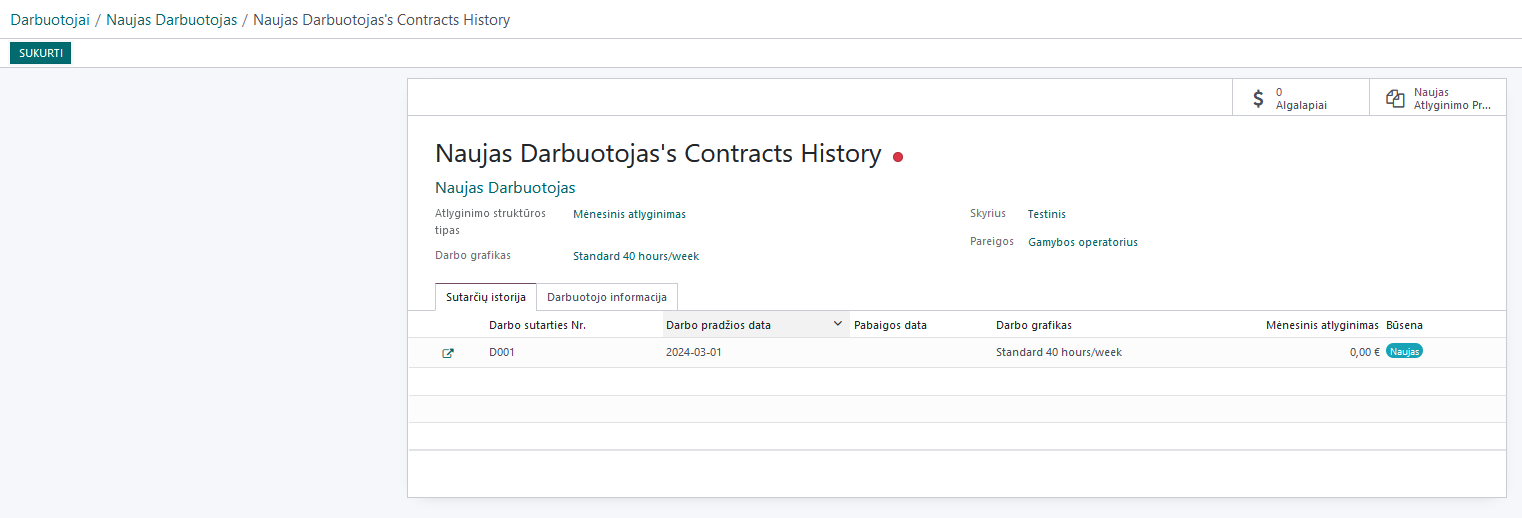 Darbuotojai / Naujas Darbuotojas / Naujas Darbuotojas's Contracts History
SUKURTI
0
Algalapiai
Naujas
Atlyginimo Pr...
Naujas Darbuotojas's Contracts History
Naujas Darbuotojas
Atlyginimo struktūros tipas
Mėnesinis atlyginimas
Darbo grafikas
Standard 40 hours/week
Skyrius
Testinis
Pareigos
Gamybos operatorius
Sutarčių istorija
Darbuotojo informacija
Darbo sutarties Nr. Darbo pradžios data Pabaigos data Darbo grafikas Mėnesinis atlyginimas Būsena
D001 2024-03-01 Standard 40 hours/week 0,00 € Naujas